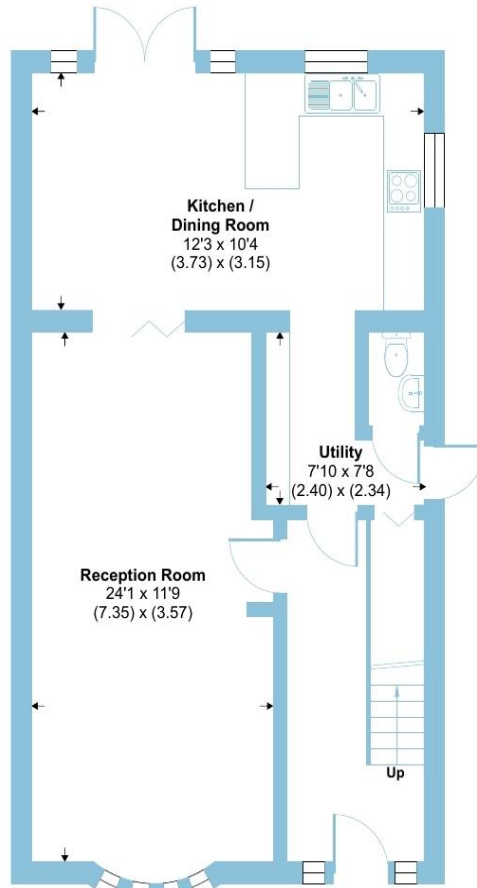 Kitchen /
Dining Room
12'3 x 10'4
(3.73) x (3.15)
Utility
7'10 x 7'8
(2.40) x (2.34)
Reception Room
24'1 x 11'9
(7.35) x (3.57)
Up